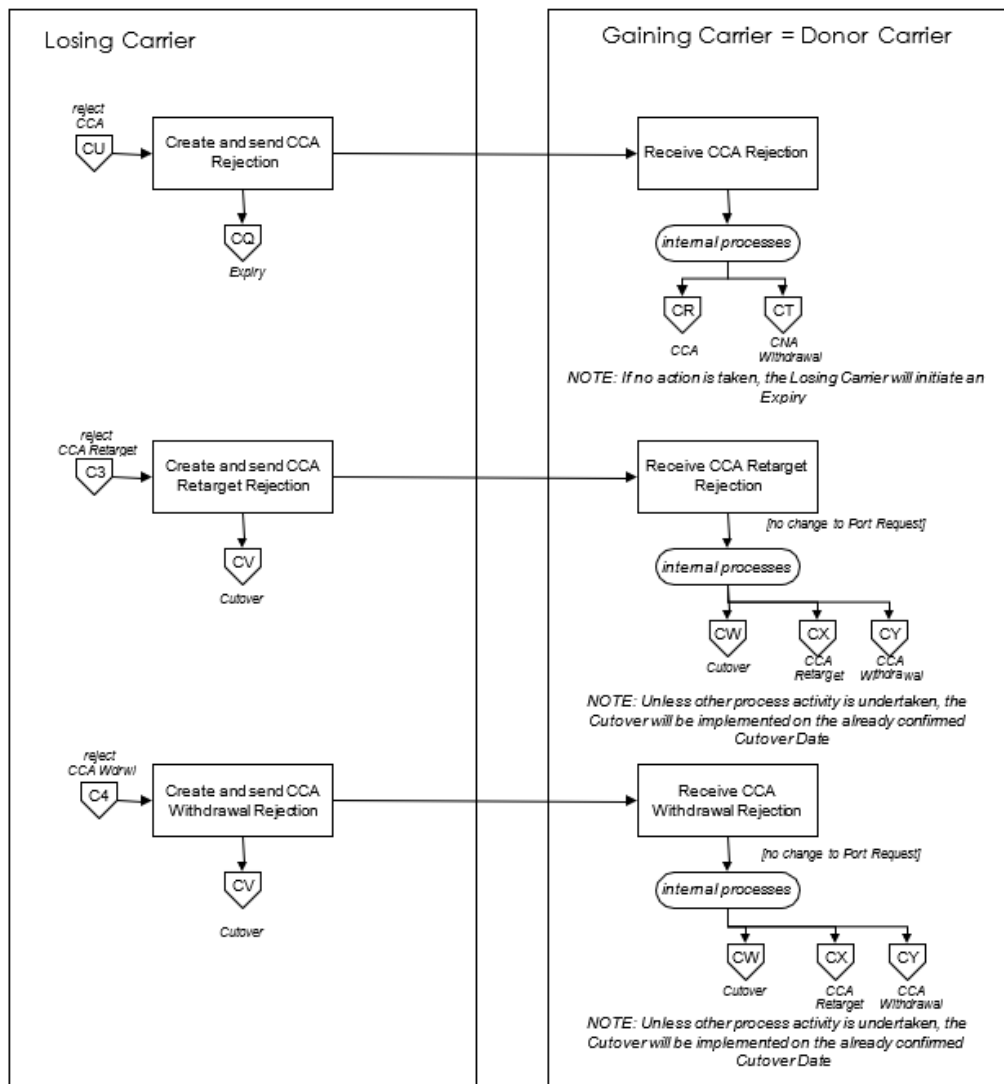 Losing Carrier
Gaining Carrier = Donor Carrier
reject
CCA
CU
Create and send CCA
Rejection
Receive CCA Rejection
CQ
Expiry
internal processes
CR
CCA
CT
CNA
Withdrawal
NOTE: If no action is taken, the Losing Carrier will initiate an
Expiry
reject
CCA Retarget
C3
Create and send CCA
Retarget Rejection
Receive CCA Retarget
Rejection
[no change to Port Request]
CV
Cutover
internal processes
CW
Cutover
CX
CCA
Retarget
CY
CCA
Withdrawal
NOTE: Unless other process activity is undertaken, the
Cutover will be implemented on the already confirmed
Cutover Date
reject
CCA Wdrwl
C4
Create and send CCA
Withdrawal Rejection
Receive CCA
Withdrawal Rejection
[no change to Port Request]
CV
Cutover
internal processes
CW
Cutover
CX
CCA
Retarget
CY
CCA
Withdrawal
NOTE: Unless other process activity is undertaken, the
Cutover will be implemented on the already confirmed
Cutover Date